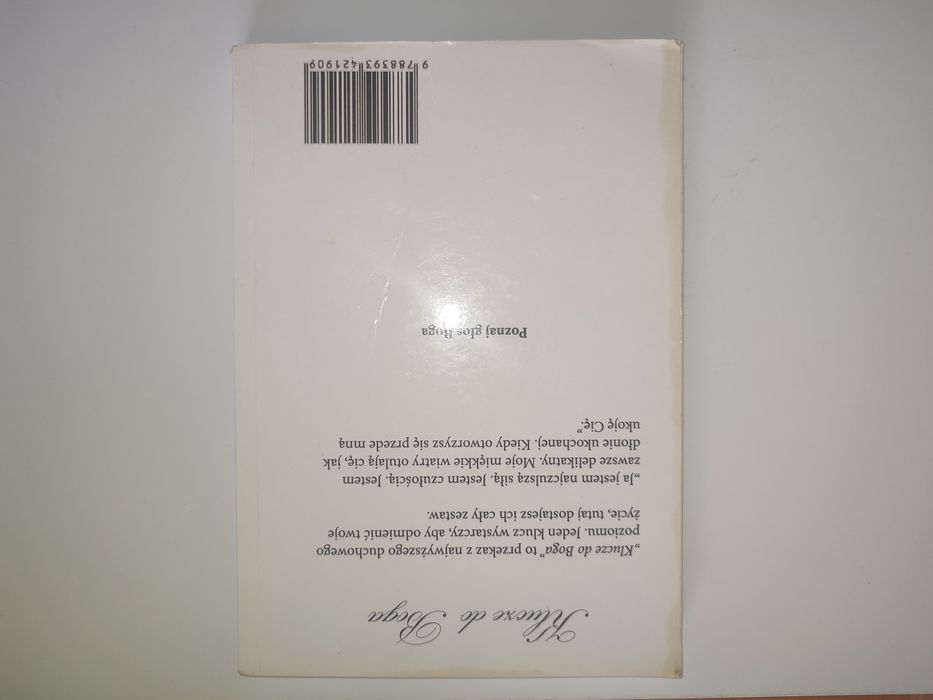 Klucze do Boga
„Klucze do Boga” to przekaz z najwyższego duchowego
poziomu. Jeden klucz wystarczy, aby odmienić twoje
życie, tutaj dostajesz ich cały zestaw.
„Ja jestem najczulszą siłą. Jestem czułością. Jestem
zawsze delikatny. Moje miękkie wiatry otulają cię, jak
dłonie ukochanej. Kiedy otworzysz się przede mną
ukoję Cię.”
Poznaj głos Boga
9 788393 421909